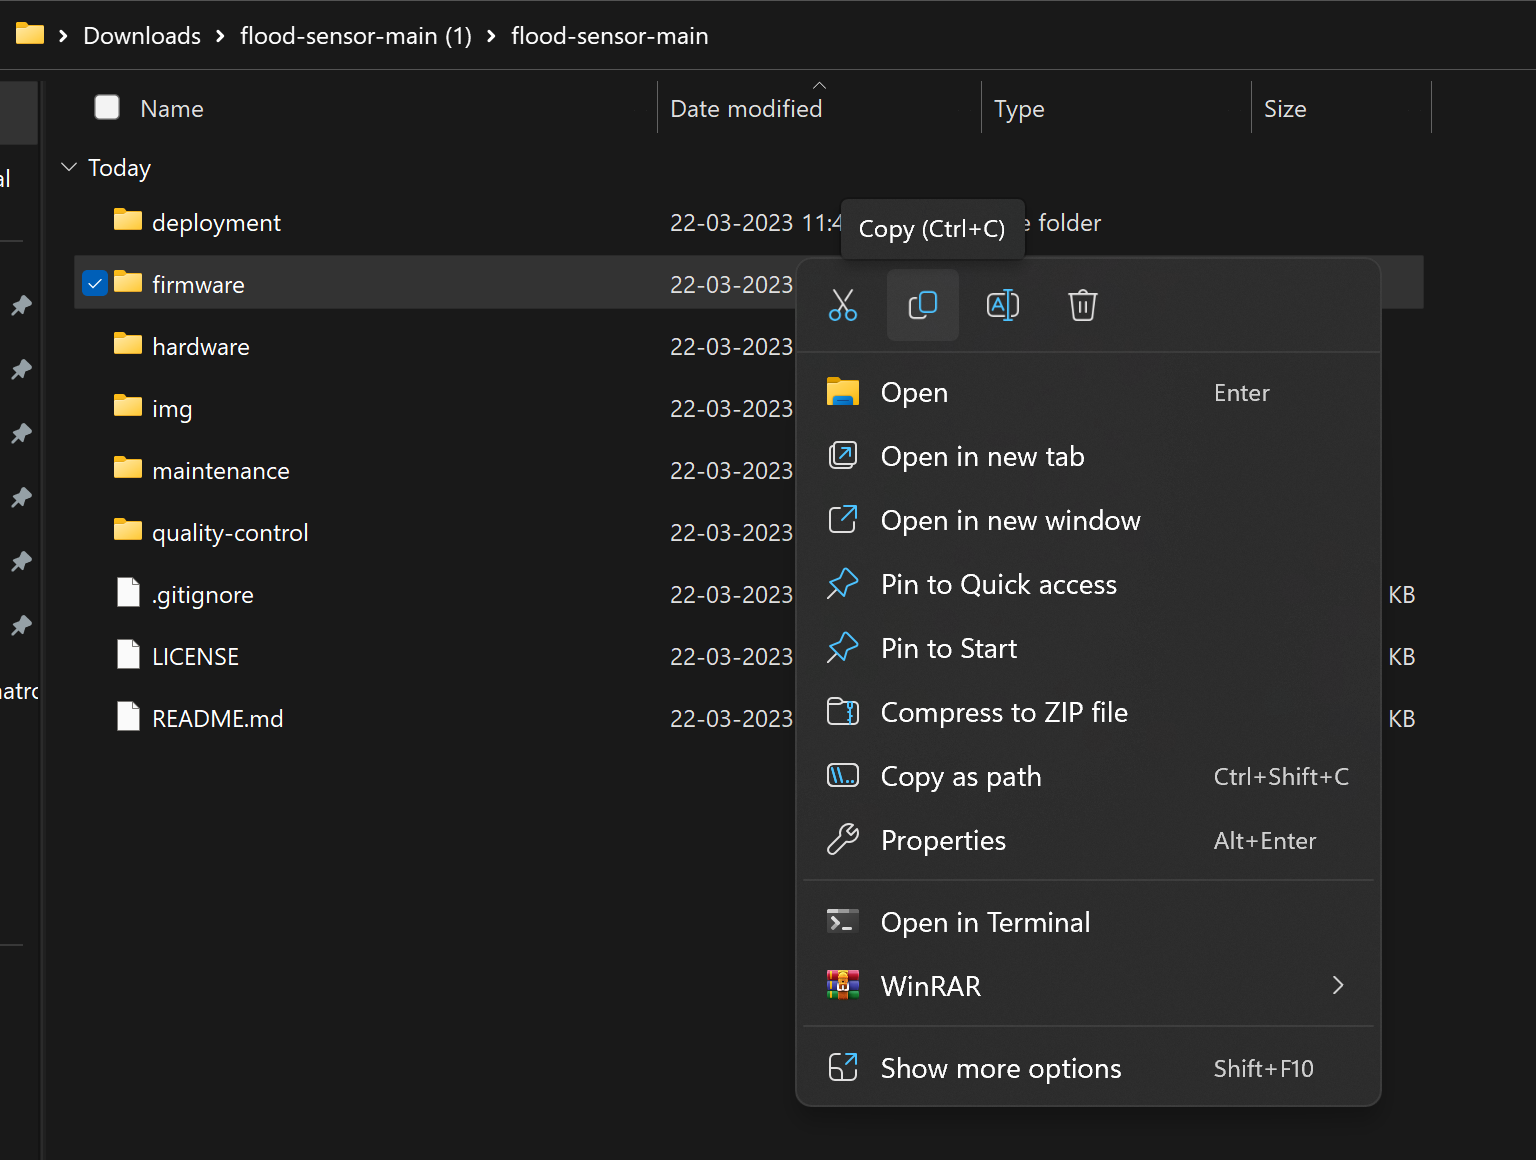 Downloads > flood-sensor-main (1) > flood-sensor-main
Name Date modified Type Size
Today
deployment 22-03-2023 11:4 folder
Copy (Ctrl+C)
firmware 22-03-2023
hardware 22-03-2023
img 22-03-2023
maintenance 22-03-2023
quality-control 22-03-2023
.gitignore 22-03-2023 KB
LICENSE 22-03-2023 KB
README.md 22-03-2023 KB
Open Enter
Open in new tab
Open in new window
Pin to Quick access
Pin to Start
Compress to ZIP file
Copy as path Ctrl+Shift+C
Properties Alt+Enter
Open in Terminal
WinRAR
Show more options Shift+F10